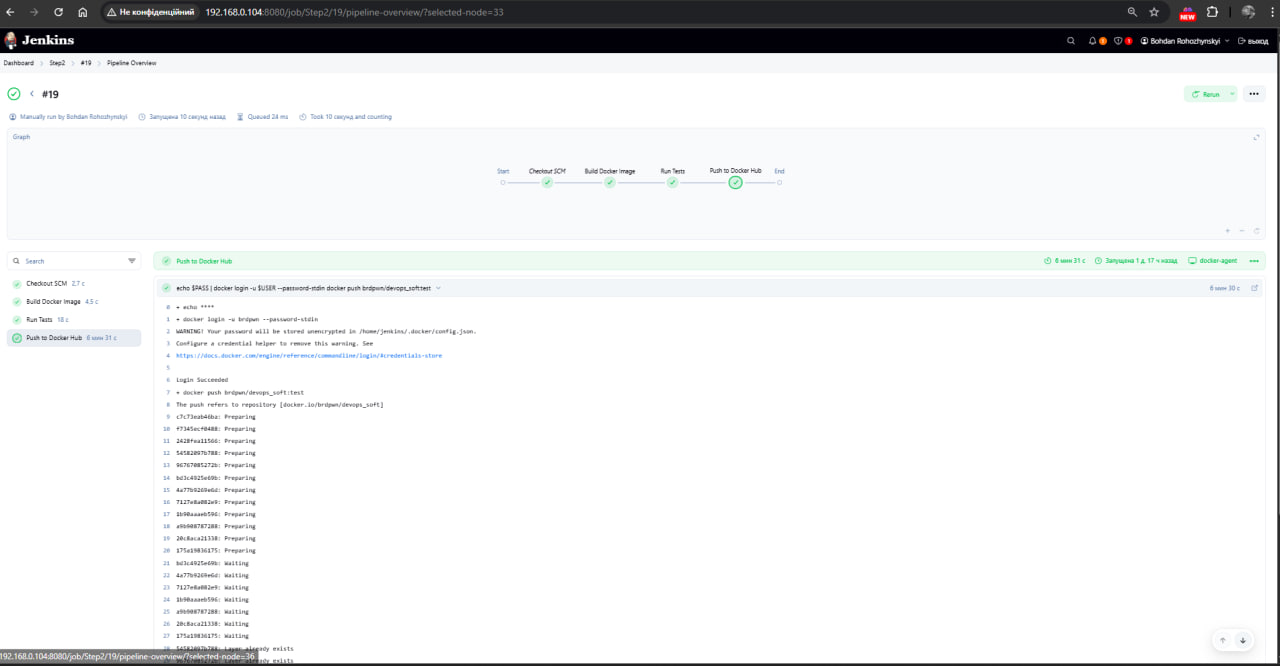 Не конфіденційний 192.168.0.104:8080/job/Step2/19/pipeline-overview/?selected-node=33 NEW
Jenkins 1 1 Bohdan Rohozhynskyi выход
Dashboard > Step2 > #19 > Pipeline Overview
#19 Rerun
Manually run by Bohdan Rohozhynskyi Запущена 10 секунд назад Queued 24 ms Took 10 секунд and counting
Graph
Start Checkout SCM Build Docker Image Run Tests Push to Docker Hub End
Search
Checkout SCM 2,7 с
Build Docker Image 4,5 с
Run Tests 18 с
Push to Docker Hub 6 мин 31 с
Push to Docker Hub 6 мин 31 с Запущена 1 д. 17 ч назад docker-agent
echo $PASS | docker login -u $USER --password-stdin docker push brdpwn/devops_soft:test 6 мин 30 с
0 + echo ****
1 + docker login -u brdpwn --password-stdin
2 WARNING! Your password will be stored unencrypted in /home/jenkins/.docker/config.json.
3 Configure a credential helper to remove this warning. See
4 https://docs.docker.com/engine/reference/commandline/login/#credentials-store
5
6 Login Succeeded
7 + docker push brdpwn/devops_soft:test
8 The push refers to repository [docker.io/brdpwn/devops_soft]
9 c7c73eab46ba: Preparing
10 f7345ecf0488: Preparing
11 2428fea11566: Preparing
12 54582097b788: Preparing
13 96767085272b: Preparing
14 bd3c4925e69b: Preparing
15 4a77b9269e6d: Preparing
16 7127e8a082e9: Preparing
17 1b90aaaeb596: Preparing
18 a9b908787288: Preparing
19 20c8aca21338: Preparing
20 175a19836175: Preparing
21 bd3c4925e69b: Waiting
22 4a77b9269e6d: Waiting
23 7127e8a082e9: Waiting
24 1b90aaaeb596: Waiting
25 a9b908787288: Waiting
26 20c8aca21338: Waiting
27 175a19836175: Waiting
28 54582097b788: Layer already exists
already exists
192.168.0.104:8080/job/Step2/19/pipeline-overview/?selected-node=36